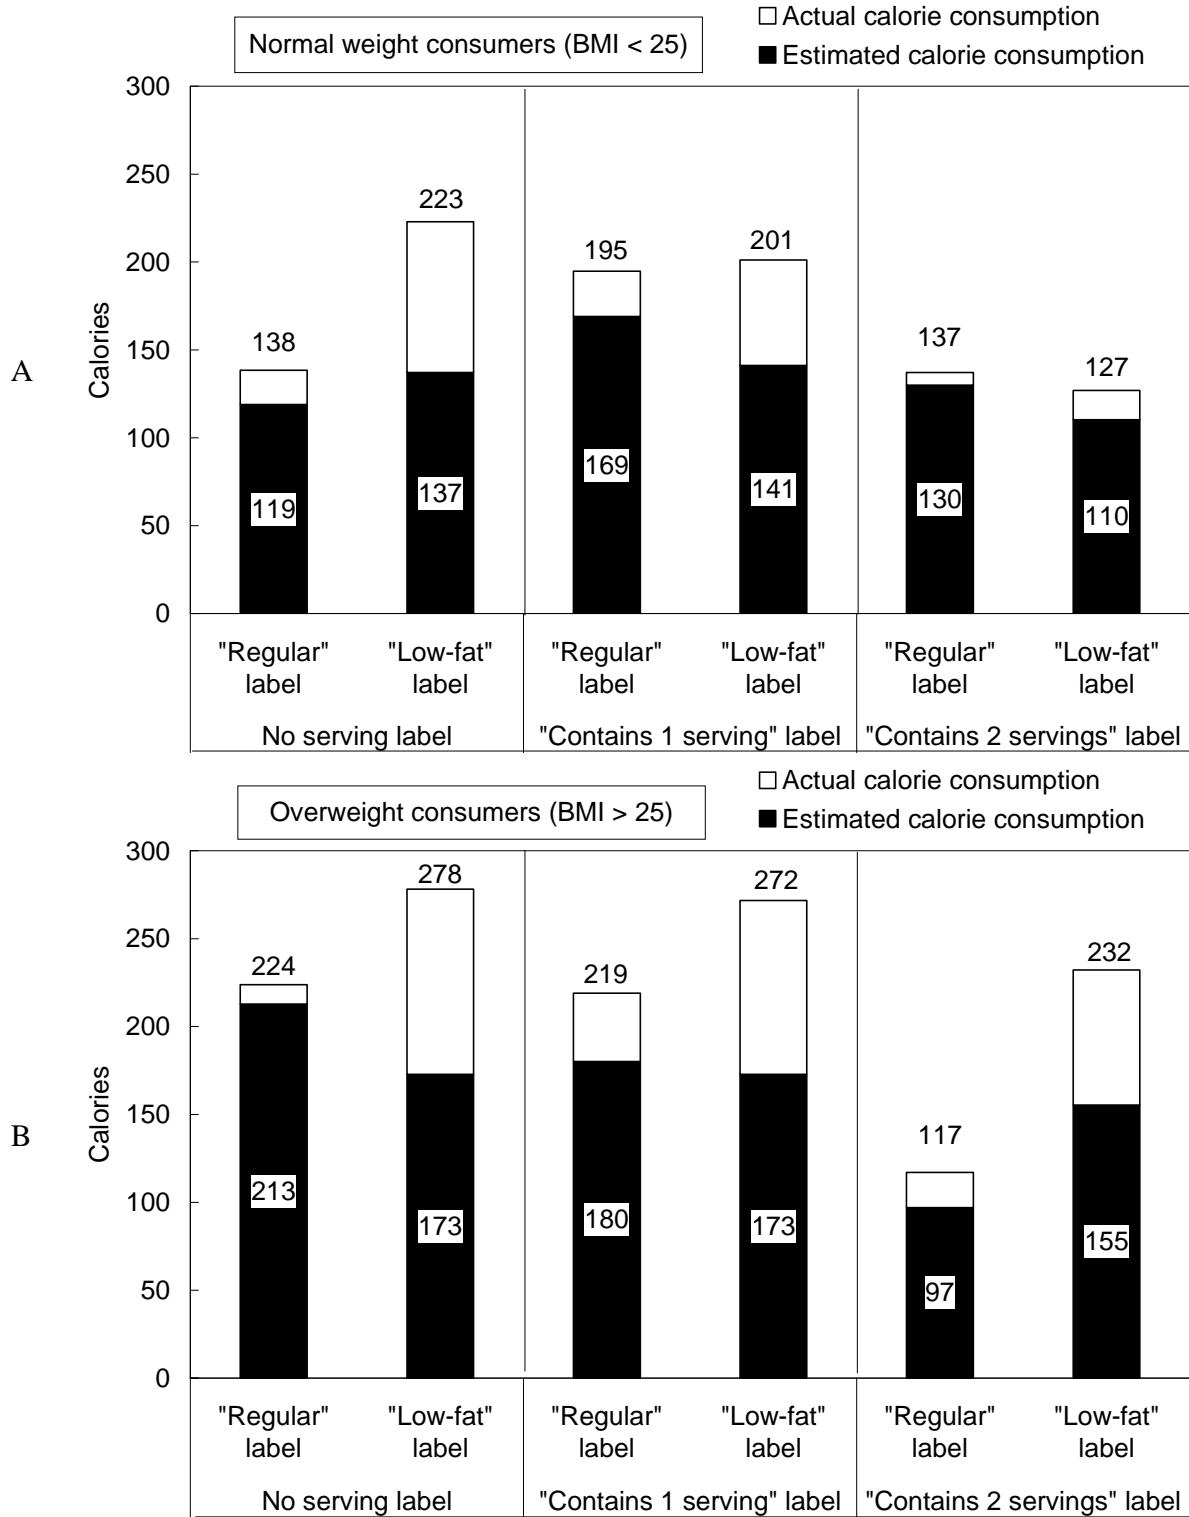 Normal weight consumers (BMI < 25)
Actual calorie consumption
Estimated calorie consumption
A
Calories
300
250
200
150
100
50
0
138
223
195
201
137
127
119
137
169
141
130
110
"Regular" label
"Low-fat" label
"Regular" label
"Low-fat" label
"Regular" label
"Low-fat" label
No serving label
"Contains 1 serving" label
"Contains 2 servings" label
Overweight consumers (BMI > 25)
Actual calorie consumption
Estimated calorie consumption
B
Calories
300
250
200
150
100
50
0
224
278
219
272
117
232
213
173
180
173
97
155
"Regular" label
"Low-fat" label
"Regular" label
"Low-fat" label
"Regular" label
"Low-fat" label
No serving label
"Contains 1 serving" label
"Contains 2 servings" label